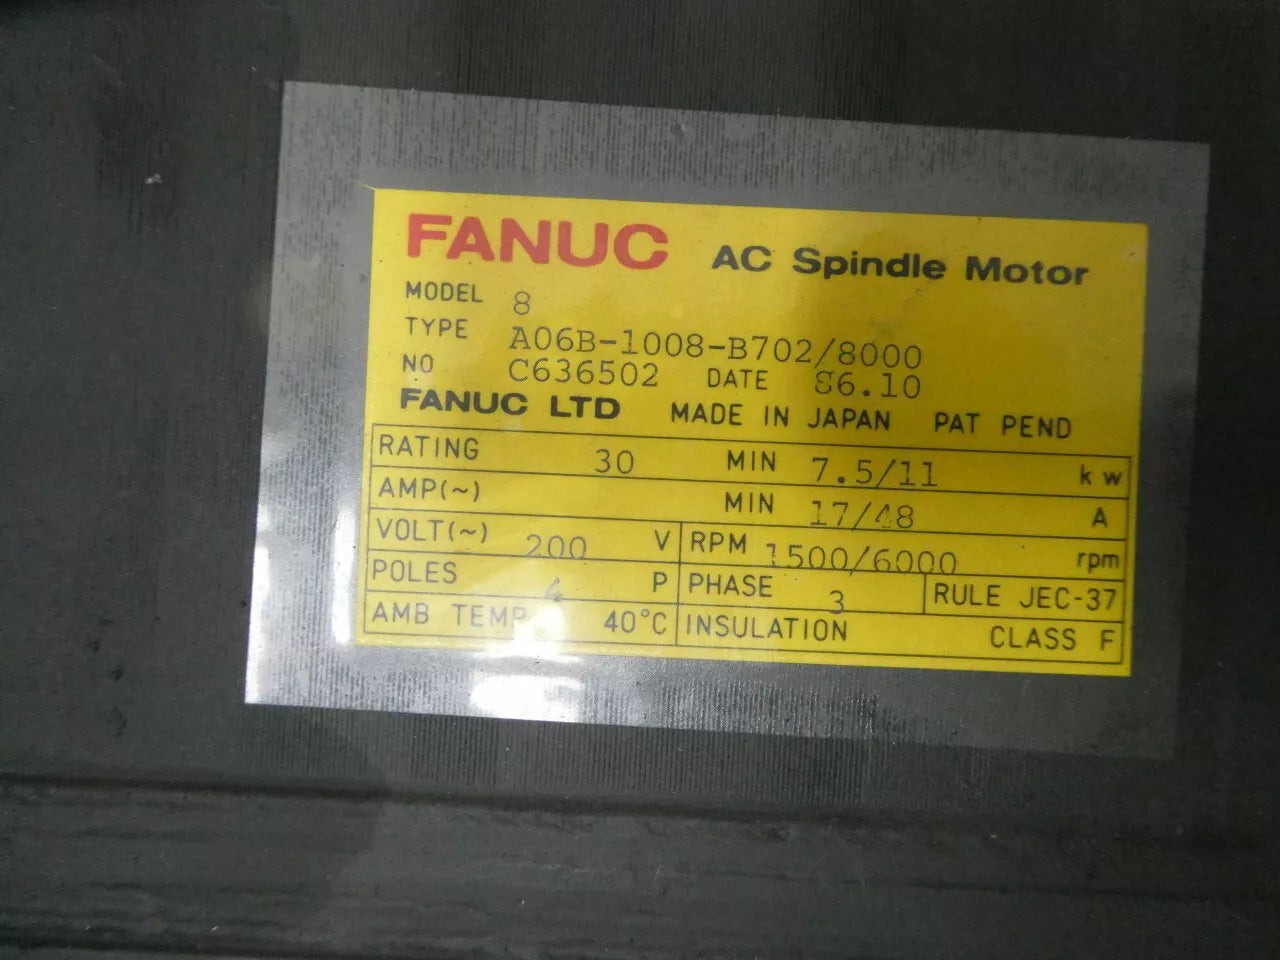 FANUC AC Spindle Motor
MODEL 8
TYPE A06B-1008-B702/8000
NO C636502 DATE 86.10
FANUC LTD MADE IN JAPAN PAT PEND
RATING 30 MIN 7.5/11 kw
AMP(~) MIN 17/48 A
VOLT(~) 200 V RPM 1500/6000 rpm
POLES 4 P PHASE 3 RULE JEC-37
AMB TEMP 40°C INSULATION CLASS F